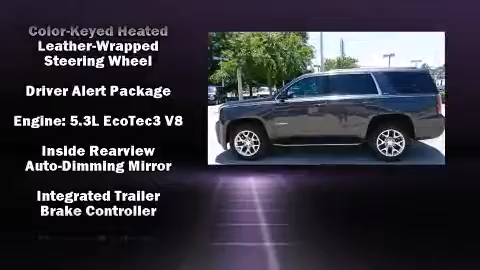 Color-Keyed Heated
Leather-Wrapped
Steering Wheel
Driver Alert Package
Engine: 5.3L EcoTec3 V8
Inside Rearview
Auto-Dimming Mirror
Integrated Trailer
Brake Controller